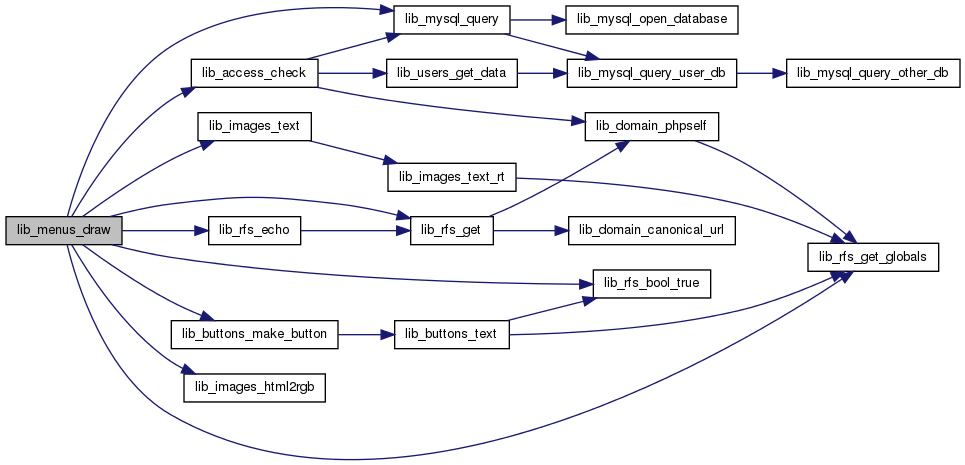 lib_mysql_query
lib_mysql_open_database
lib_access_check
lib_users_get_data
lib_mysql_query_user_db
lib_mysql_query_other_db
lib_images_text
lib_domain_phpself
lib_images_text_rt
lib_menus_draw
lib_rfs_echo
lib_rfs_get
lib_domain_canonical_url
lib_rfs_get_globals
lib_rfs_bool_true
lib_buttons_make_button
lib_buttons_text
lib_images_html2rgb